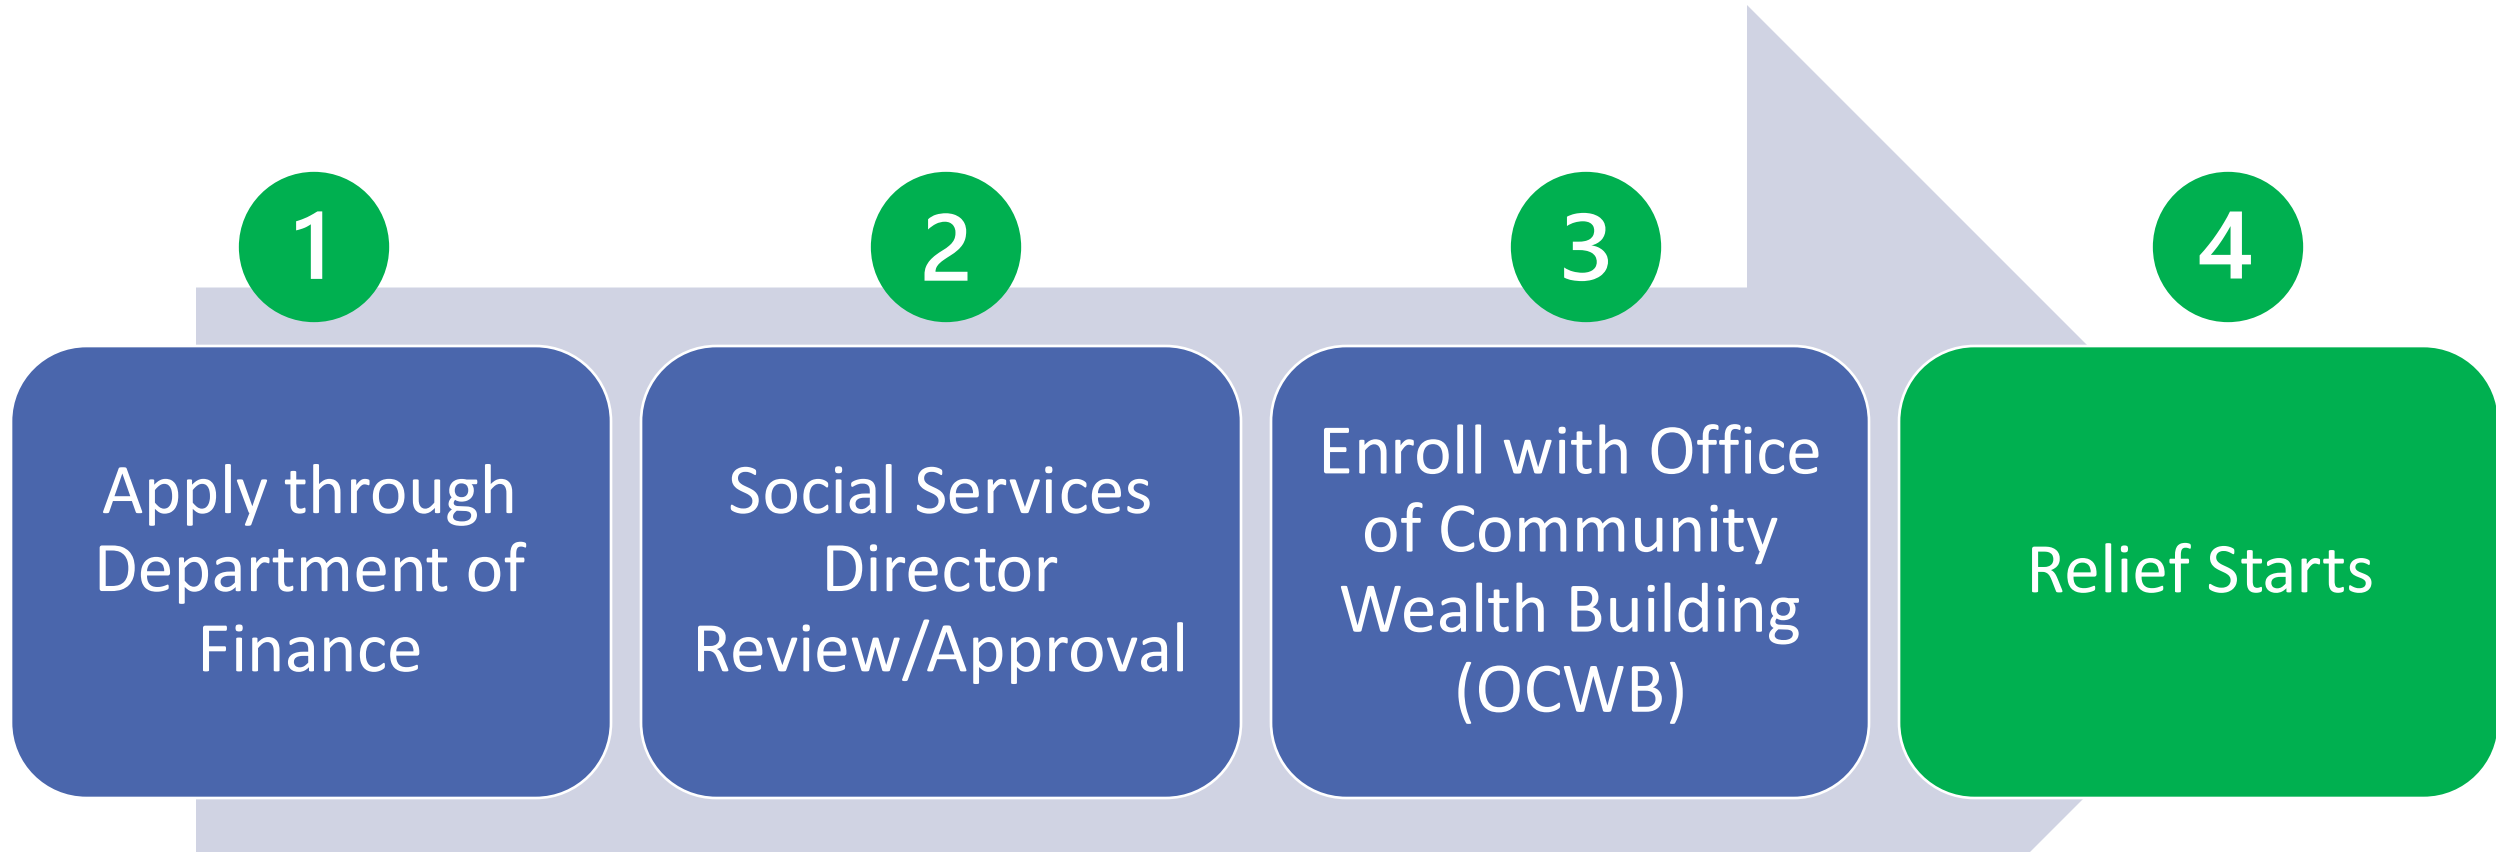 1
Apply through
Department of
Finance
2
Social Services
Director
Review/Approval
3
Enroll with Office
of Community
Wealth Building
(OCWB)
4
Relief Starts